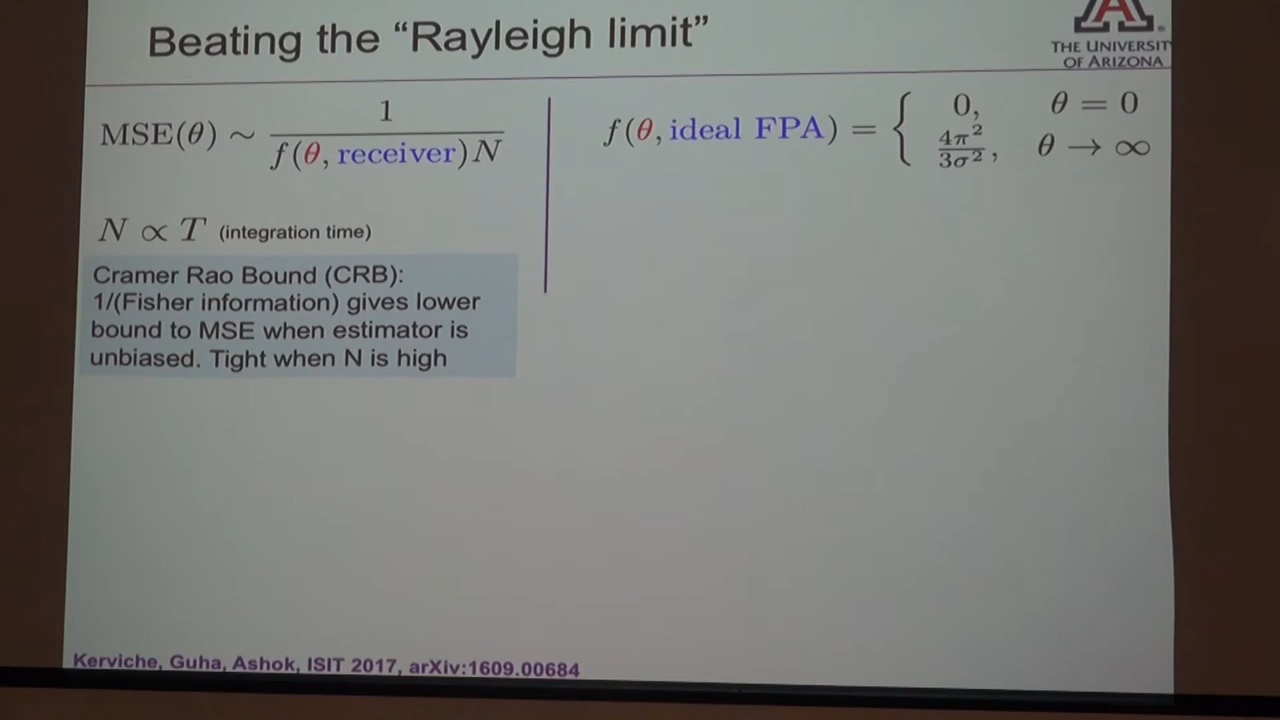 Beating the “Rayleigh limit”
THE UNIVERSIT
OF ARIZONA
MSE(θ) ∼ 1 / f(θ, receiver)N
N ∝ T (integration time)
Cramer Rao Bound (CRB):
1/(Fisher information) gives lower
bound to MSE when estimator is
unbiased. Tight when N is high
f(θ, ideal FPA) = { 0, θ = 0
4π²/3σ², θ → ∞
Kerviche, Guha, Ashok, ISIT 2017, arXiv:1609.00684